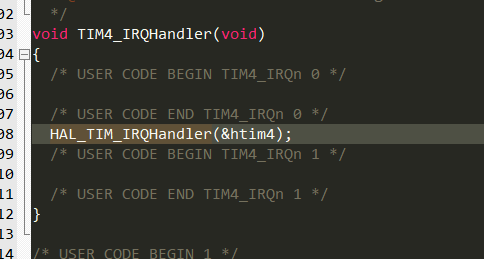 02 */
03 void TIM4_IRQHandler(void)
04 {
05 /* USER CODE BEGIN TIM4_IRQn 0 */
06
07 /* USER CODE END TIM4_IRQn 0 */
08 HAL_TIM_IRQHandler(&htim4);
09 /* USER CODE BEGIN TIM4_IRQn 1 */
10
11 /* USER CODE END TIM4_IRQn 1 */
12 }
13
14 /* USER CODE BEGIN 1 */